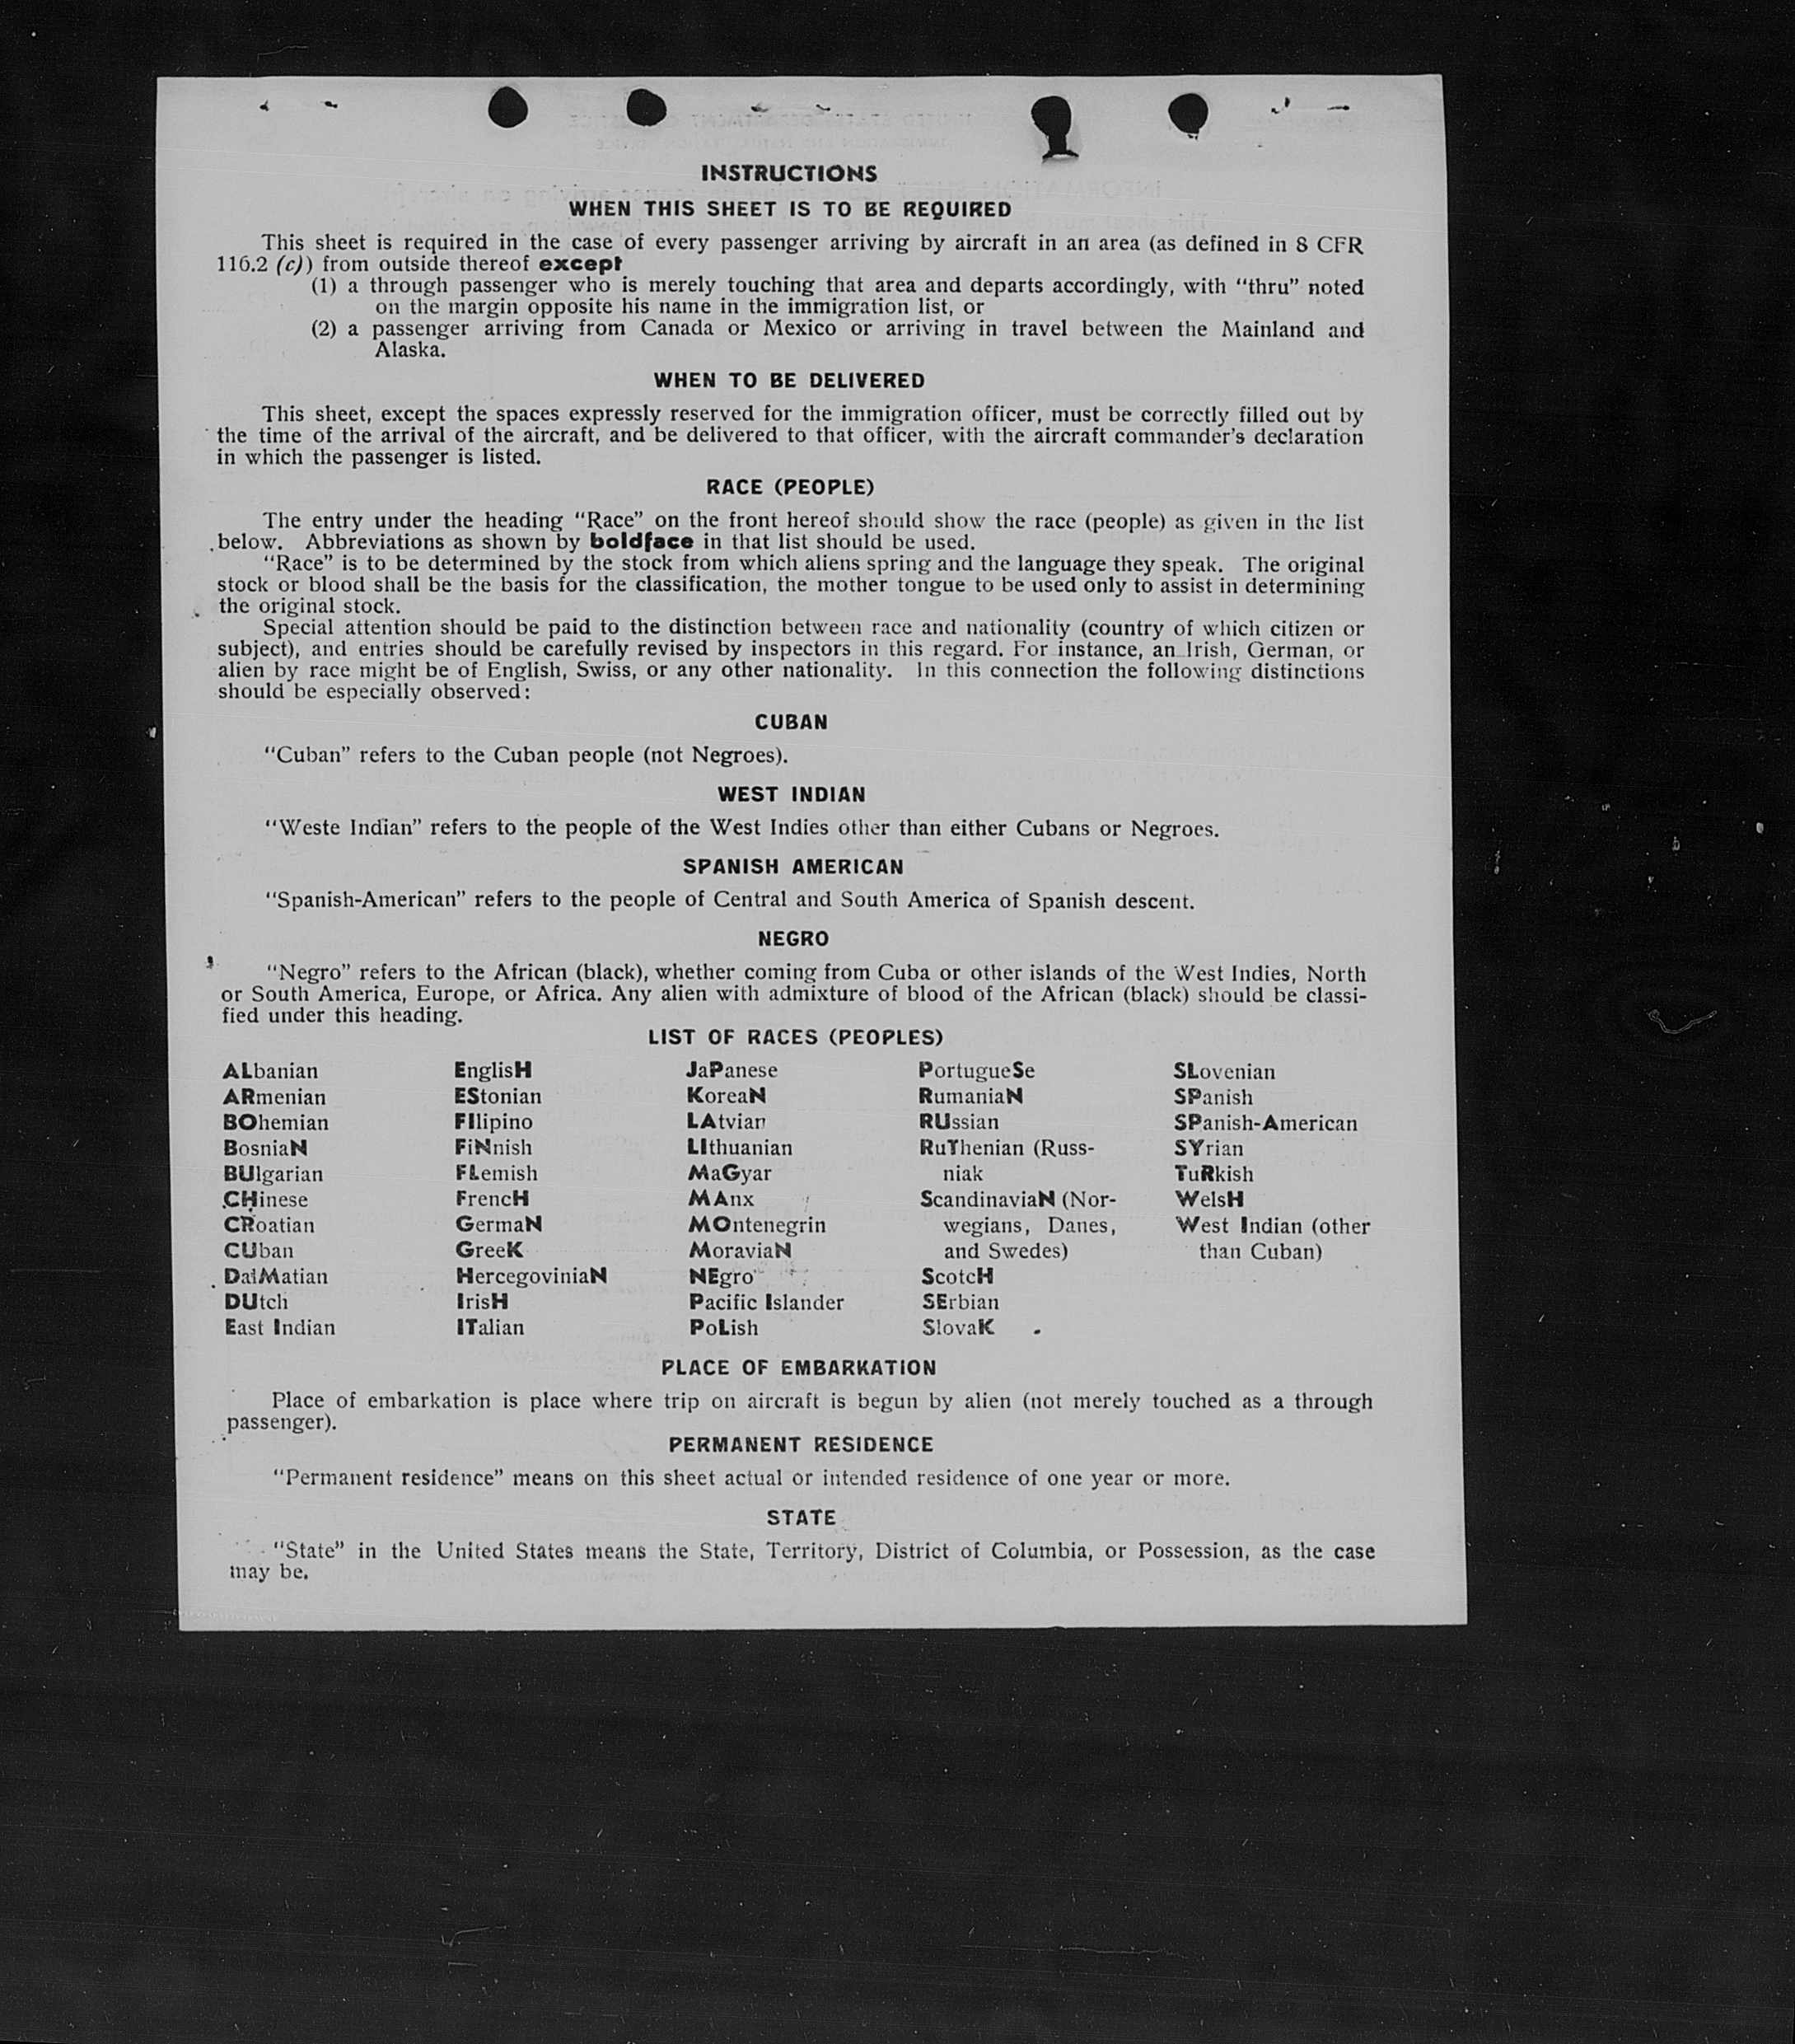 INSTRUCTIONS
WHEN THIS SHEET IS TO BE REQUIRED
This sheet is required in the case of every passenger arriving by aircraft in an area (as defined in 8 CFR
116.2 (c)) from outside thereof except
(1) a through passenger who is merely touching that area and departs accordingly, with "thru" noted
on the margin opposite his name in the immigration list, or
(2) a passenger arriving from Canada or Mexico or arriving in travel between the Mainland and
Alaska.
WHEN TO BE DELIVERED
This sheet, except the spaces expressly reserved for the immigration officer, must be correctly filled out by
the time of the arrival of the aircraft, and be delivered to that officer, with the aircraft commander's declaration
in which the passenger is listed.
RACE (PEOPLE)
The entry under the heading "Race" on the front hereof should show the race (people) as given in the list
below. Abbreviations as shown by boldface in that list should be used.
"Race" is to be determined by the stock from which aliens spring and the language they speak. The original
stock or blood shall be the basis for the classification, the mother tongue to be used only to assist in determining
the original stock.
Special attention should be paid to the distinction between race and nationality (country of which citizen or
subject), and entries should be carefully revised by inspectors in this regard. For instance, an Irish, German, or
alien by race might be of English, Swiss, or any other nationality. In this connection the following distinctions
should be especially observed:
CUBAN
"Cuban" refers to the Cuban people (not Negroes).
WEST INDIAN
"Weste Indian" refers to the people of the West Indies other than either Cubans or Negroes.
SPANISH AMERICAN
"Spanish-American" refers to the people of Central and South America of Spanish descent.
NEGRO
"Negro" refers to the African (black), whether coming from Cuba or other islands of the West Indies, North
or South America, Europe, or Africa. Any alien with admixture of blood of the African (black) should be classi-
fied under this heading.
LIST OF RACES (PEOPLES)
ALbanian
ARmenian
BOhemian
BosniaN
BUlgarian
CHinese
CRoatian
CUban
DalMatian
DUtch
East Indian
EnglisH
EStonian
FIlipino
FiNnish
FLemish
FrencH
GermaN
GreeK
HercegoviniaN
IrisH
ITalian
JaPanese
KoreaN
LAtvian
LIthuanian
MaGyar
MAnx
MOntenegrin
MoraviaN
NEgro
Pacific Islander
PoLish
PortugueSe
RumaniaN
RUssian
RuThenian (Russ-
niak
ScandinaviaN (Nor-
wegians, Danes,
and Swedes)
ScotcH
SErbian
SlovaK
SLovenian
SPanish
SPanish-American
SYrian
TuRkish
WelsH
West Indian (other
than Cuban)
PLACE OF EMBARKATION
Place of embarkation is place where trip on aircraft is begun by alien (not merely touched as a through
passenger).
PERMANENT RESIDENCE
"Permanent residence" means on this sheet actual or intended residence of one year or more.
STATE
"State" in the United States means the State, Territory, District of Columbia, or Possession, as the case
may be.